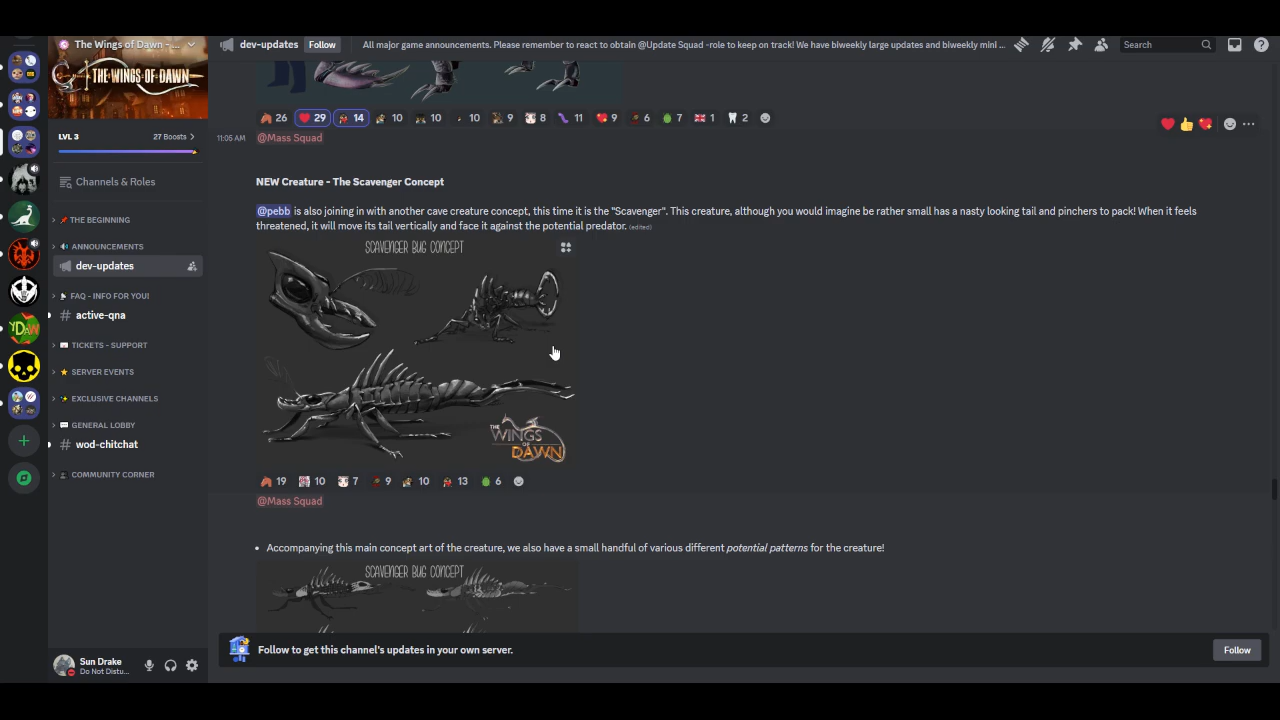 The Wings of Dawn - ...
dev-updates
Follow
All major game announcements. Please remember to react to obtain @Update Squad -role to keep on track! We have biweekly large updates and biweekly mini ...
Search
THE WINGS OF DAWN
LVL 3
27 Boosts
Channels & Roles
THE BEGINNING
ANNOUNCEMENTS
dev-updates
FAQ - INFO FOR YOU!
active-qna
TICKETS - SUPPORT
SERVER EVENTS
EXCLUSIVE CHANNELS
GENERAL LOBBY
wod-chitchat
COMMUNITY CORNER
Sun Drake
Do Not Distu...
26 29 14 10 10 10 9 8 11 9 6 7 1 2
11:05 AM
@Mass Squad
NEW Creature - The Scavenger Concept
@pebb is also joining in with another cave creature concept, this time it is the "Scavenger". This creature, although you would imagine be rather small has a nasty looking tail and pinchers to pack! When it feels
threatened, it will move its tail vertically and face it against the potential predator. (edited)
SCAVENGER BUG CONCEPT
THE
WINGS
OF
DAWN
19 10 7 9 10 13 6
@Mass Squad
• Accompanying this main concept art of the creature, we also have a small handful of various different potential patterns for the creature!
SCAVENGER BUG CONCEPT
Follow to get this channel's updates in your own server.
Follow